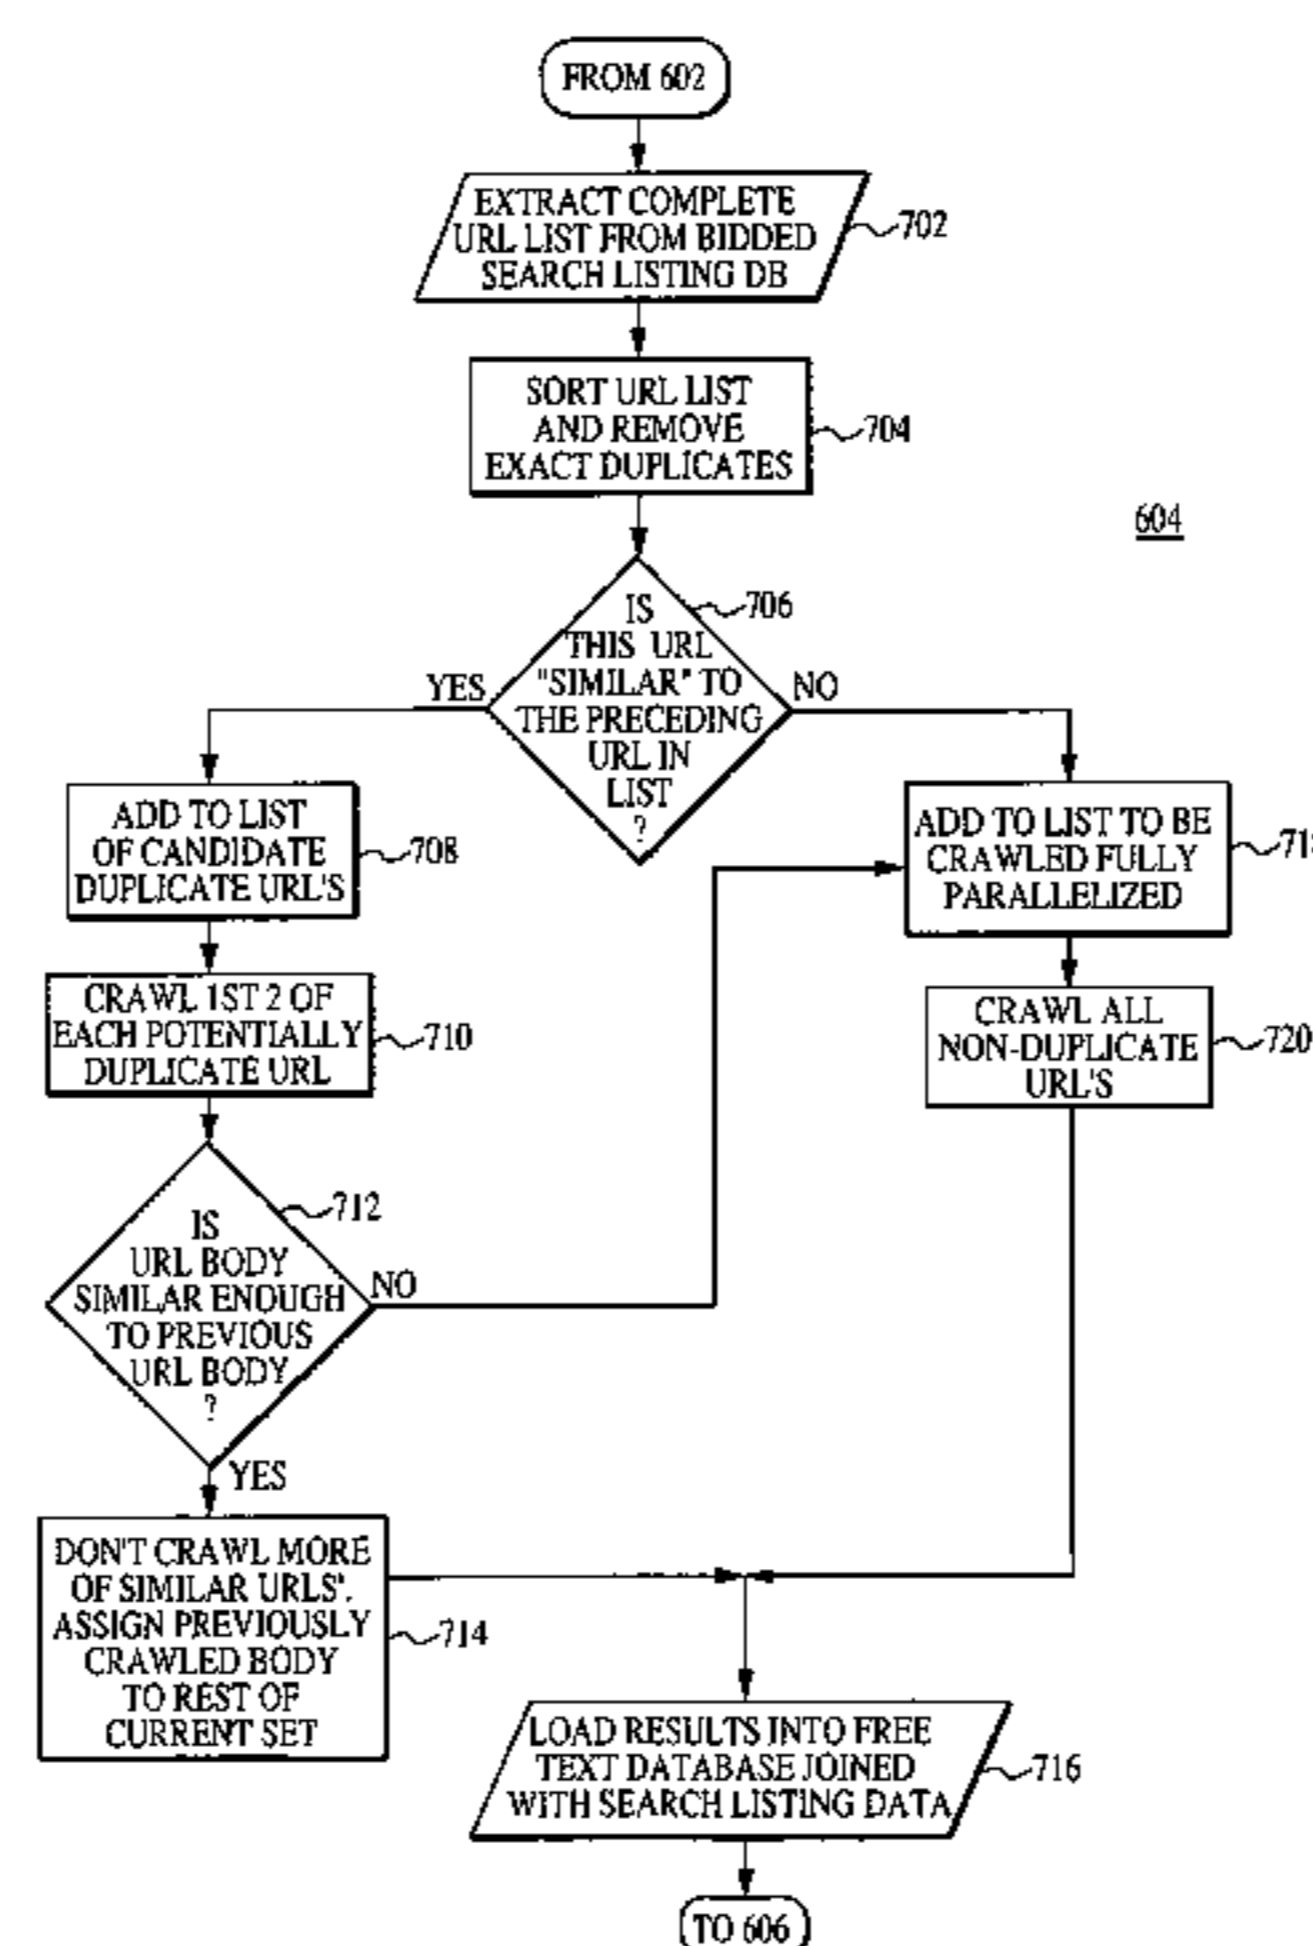 FROM 602
EXTRACT COMPLETE
URL LIST FROM BIDDED
SEARCH LISTING DB
702
SORT URL LIST
AND REMOVE
EXACT DUPLICATES
704
604
IS
THIS URL
"SIMILAR" TO
THE PRECEDING
URL IN
LIST
?
706
YES
NO
ADD TO LIST
OF CANDIDATE
DUPLICATE URL'S
708
ADD TO LIST TO BE
CRAWLED FULLY
PARALLELIZED
CRAWL 1ST 2 OF
EACH POTENTIALLY
DUPLICATE URL
710
CRAWL ALL
NON-DUPLICATE
URL'S
720
IS
URL BODY
SIMILAR ENOUGH
TO PREVIOUS
URL BODY
?
712
NO
YES
DON'T CRAWL MORE
OF SIMILAR URLS'.
ASSIGN PREVIOUSLY
CRAWLED BODY
TO REST OF
CURRENT SET
714
LOAD RESULTS INTO FREE
TEXT DATABASE JOINED
WITH SEARCH LISTING DATA
716
TO 606